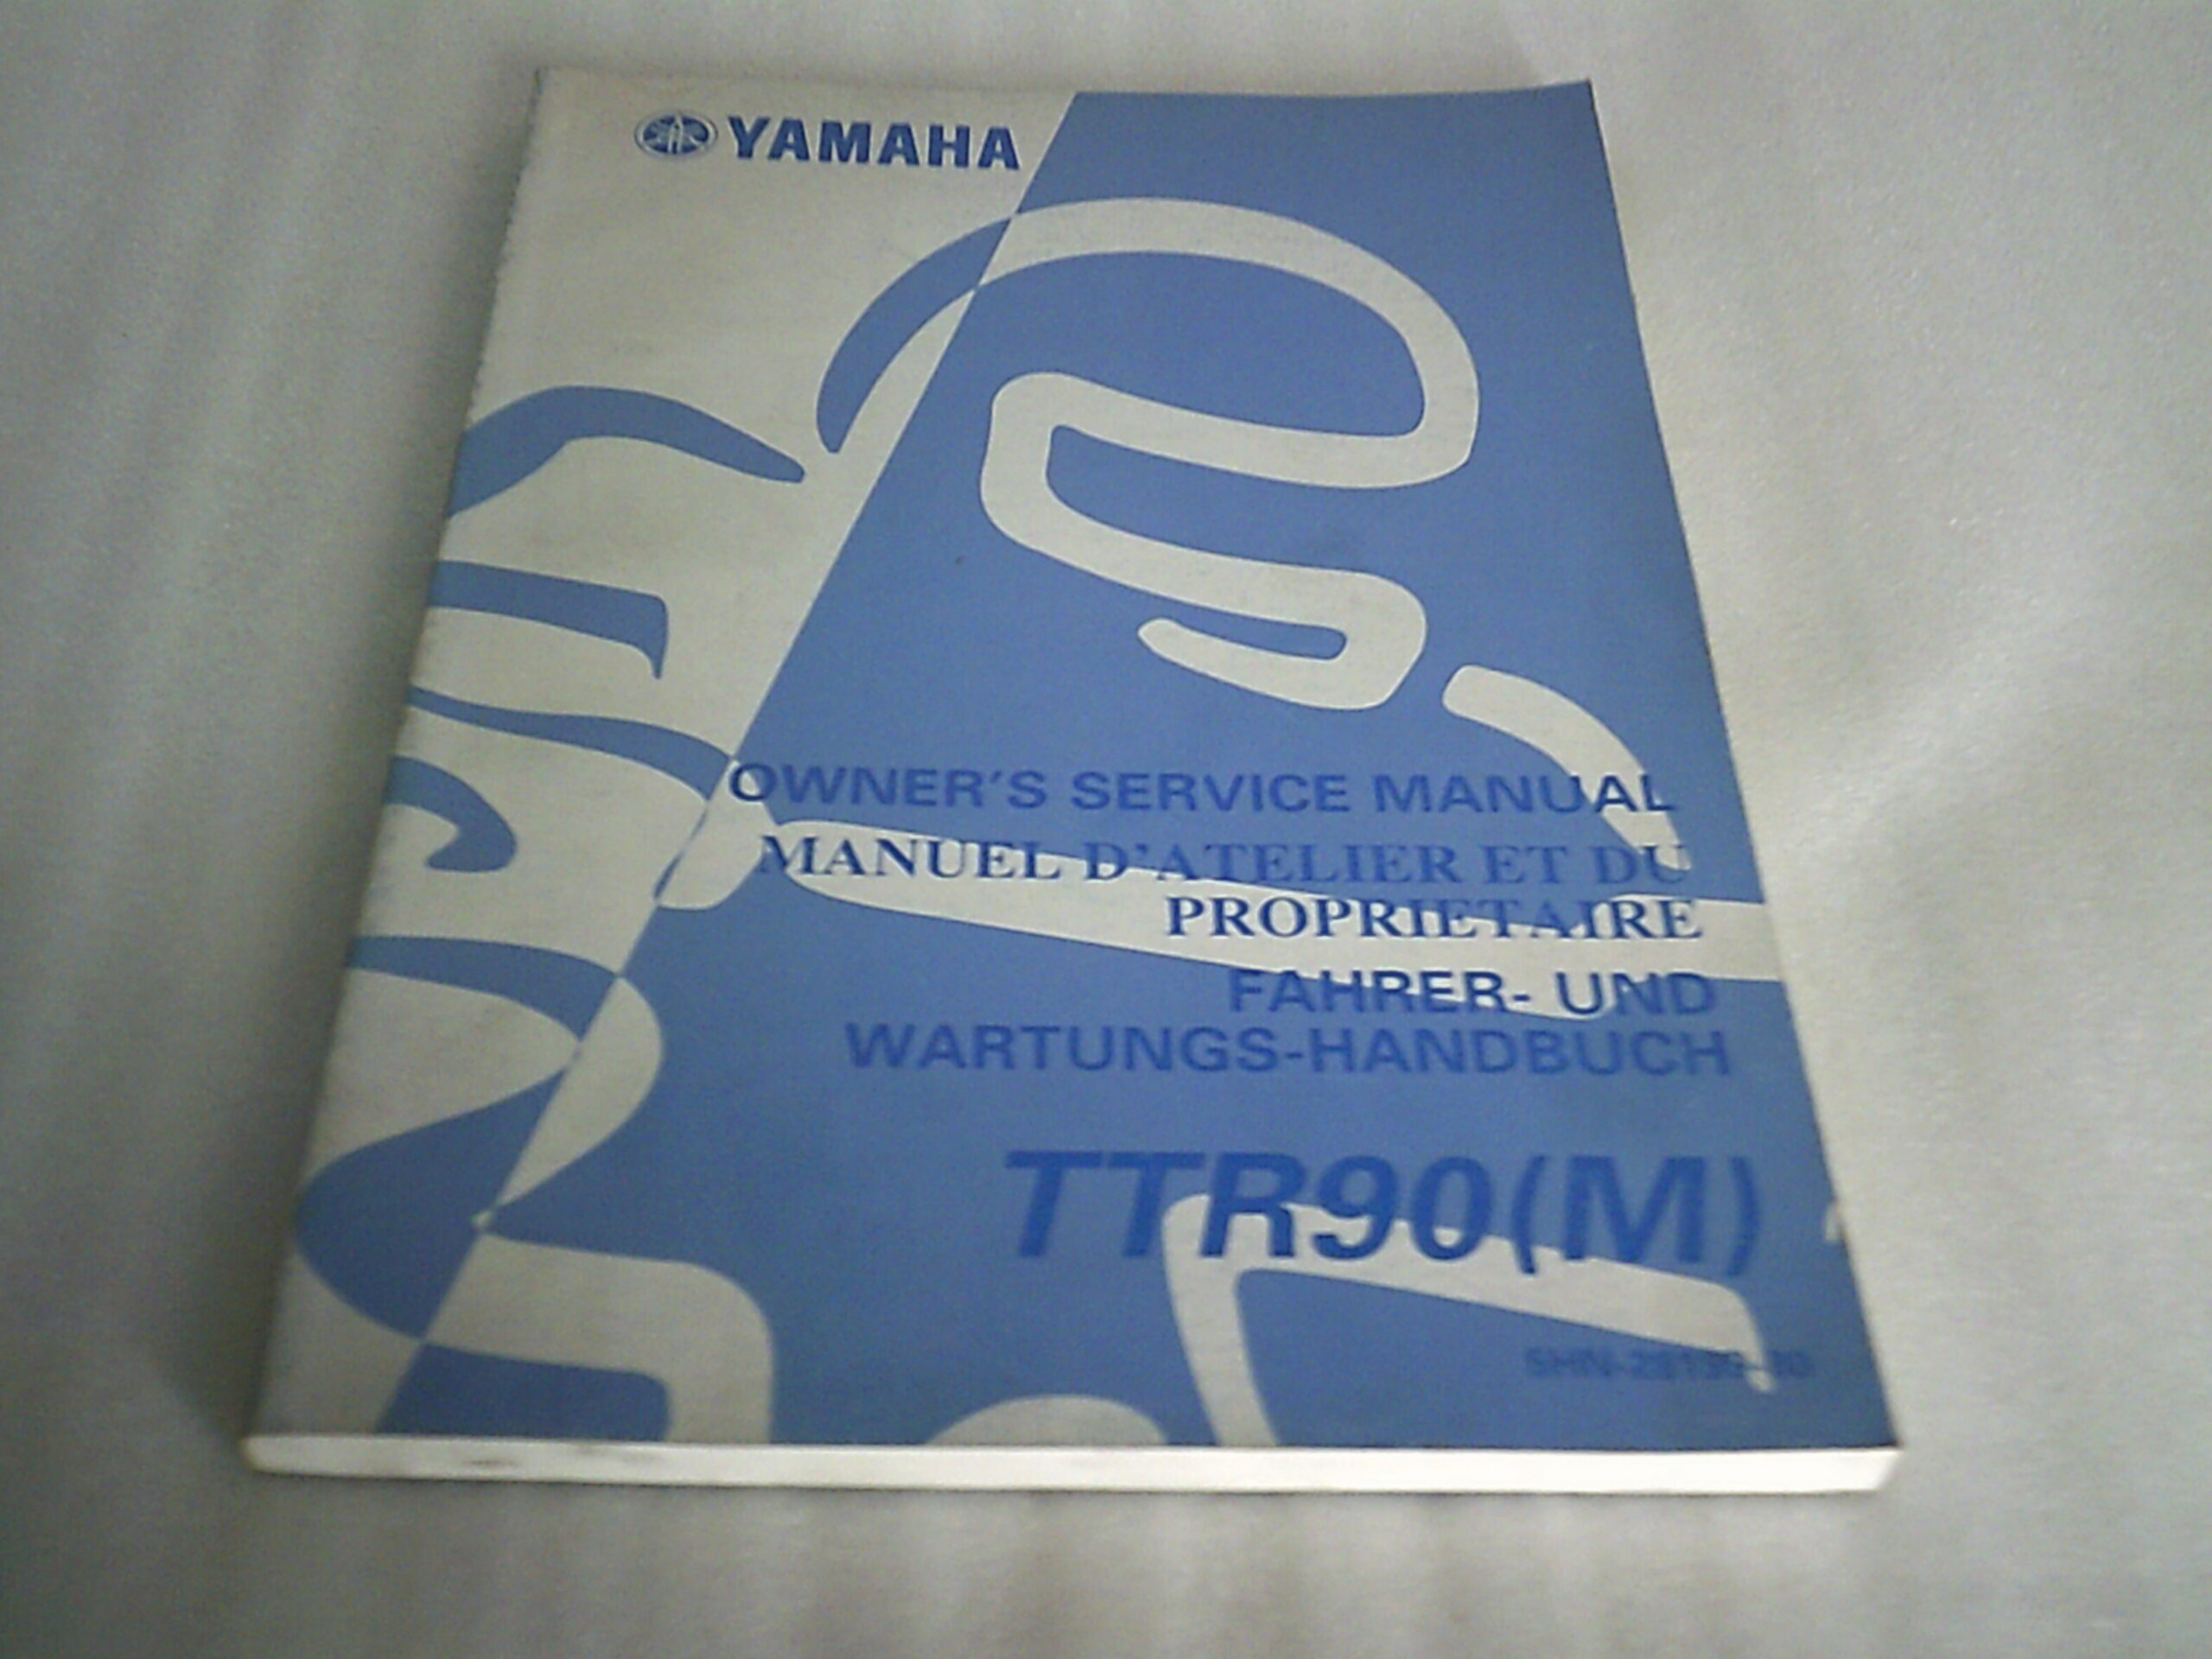 YAMAHA
OWNER'S SERVICE MANUAL
MANUEL D'ATELIER ET DU
PROPRIETAIRE
FAHRER- UND
WARTUNGS-HANDBUCH
TTR90(M)